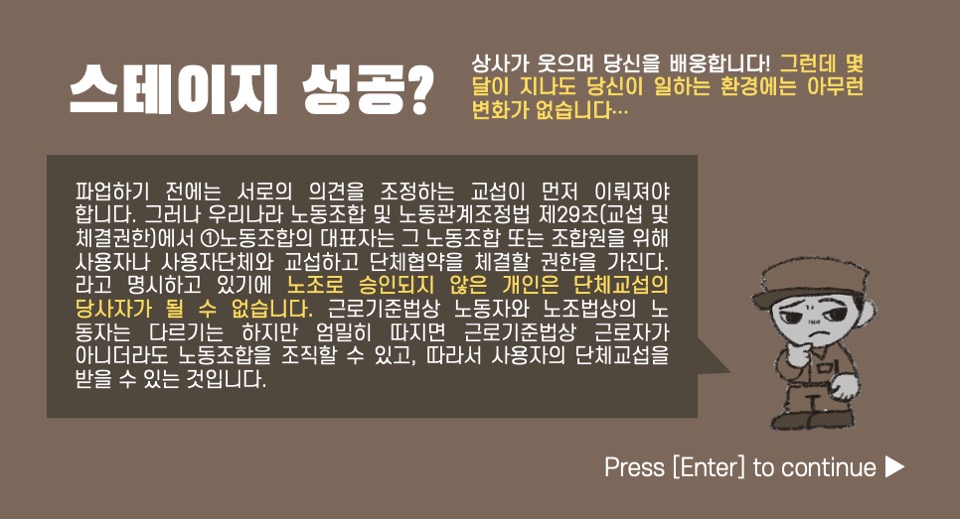 스테이지 성공?
상사가 웃으며 당신을 배웅합니다! 그런데 몇
달이 지나도 당신이 일하는 환경에는 아무런
변화가 없습니다…
파업하기 전에는 서로의 의견을 조정하는 교섭이 먼저 이뤄져야
합니다. 그러나 우리나라 노동조합 및 노동관계조정법 제29조(교섭 및
체결권한)에서 ①노동조합의 대표자는 그 노동조합 또는 조합원을 위해
사용자나 사용자단체와 교섭하고 단체협약을 체결할 권한을 가진다.
라고 명시하고 있기에 노조로 승인되지 않은 개인은 단체교섭의
당사자가 될 수 없습니다. 근로기준법상 노동자와 노조법상의 노
동자는 다르기는 하지만 엄밀히 따지면 근로기준법상 근로자가
아니더라도 노동조합을 조직할 수 있고, 따라서 사용자의 단체교섭을
받을 수 있는 것입니다.
Press [Enter] to continue ▶